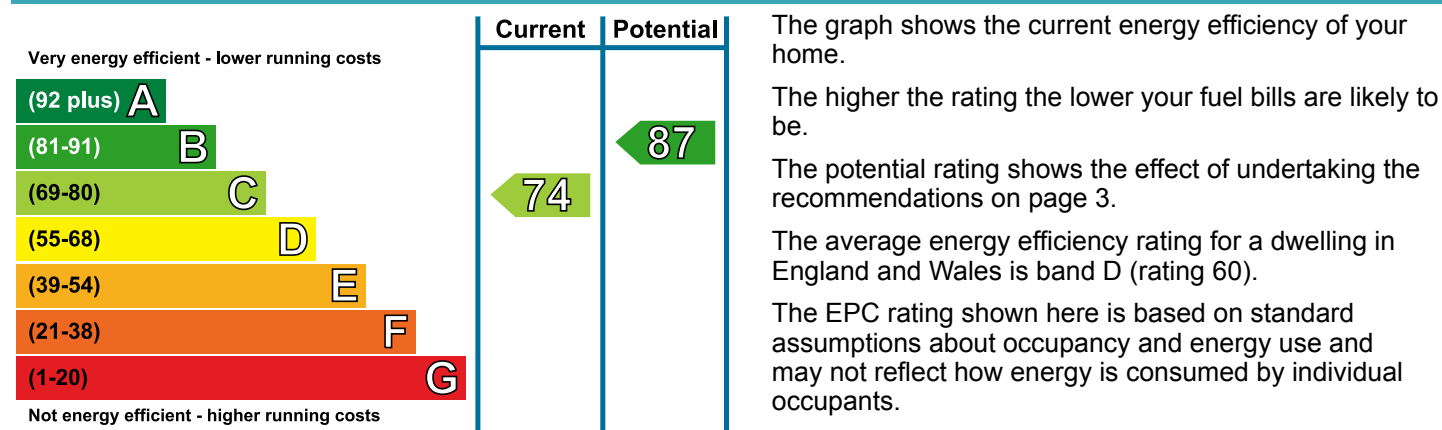 Current Potential
Very energy efficient - lower running costs
(92 plus) A
(81-91) B
87
(69-80) C
74
(55-68) D
(39-54) E
(21-38) F
(1-20) G
Not energy efficient - higher running costs
The graph shows the current energy efficiency of your
home.
The higher the rating the lower your fuel bills are likely to
be.
The potential rating shows the effect of undertaking the
recommendations on page 3.
The average energy efficiency rating for a dwelling in
England and Wales is band D (rating 60).
The EPC rating shown here is based on standard
assumptions about occupancy and energy use and
may not reflect how energy is consumed by individual
occupants.